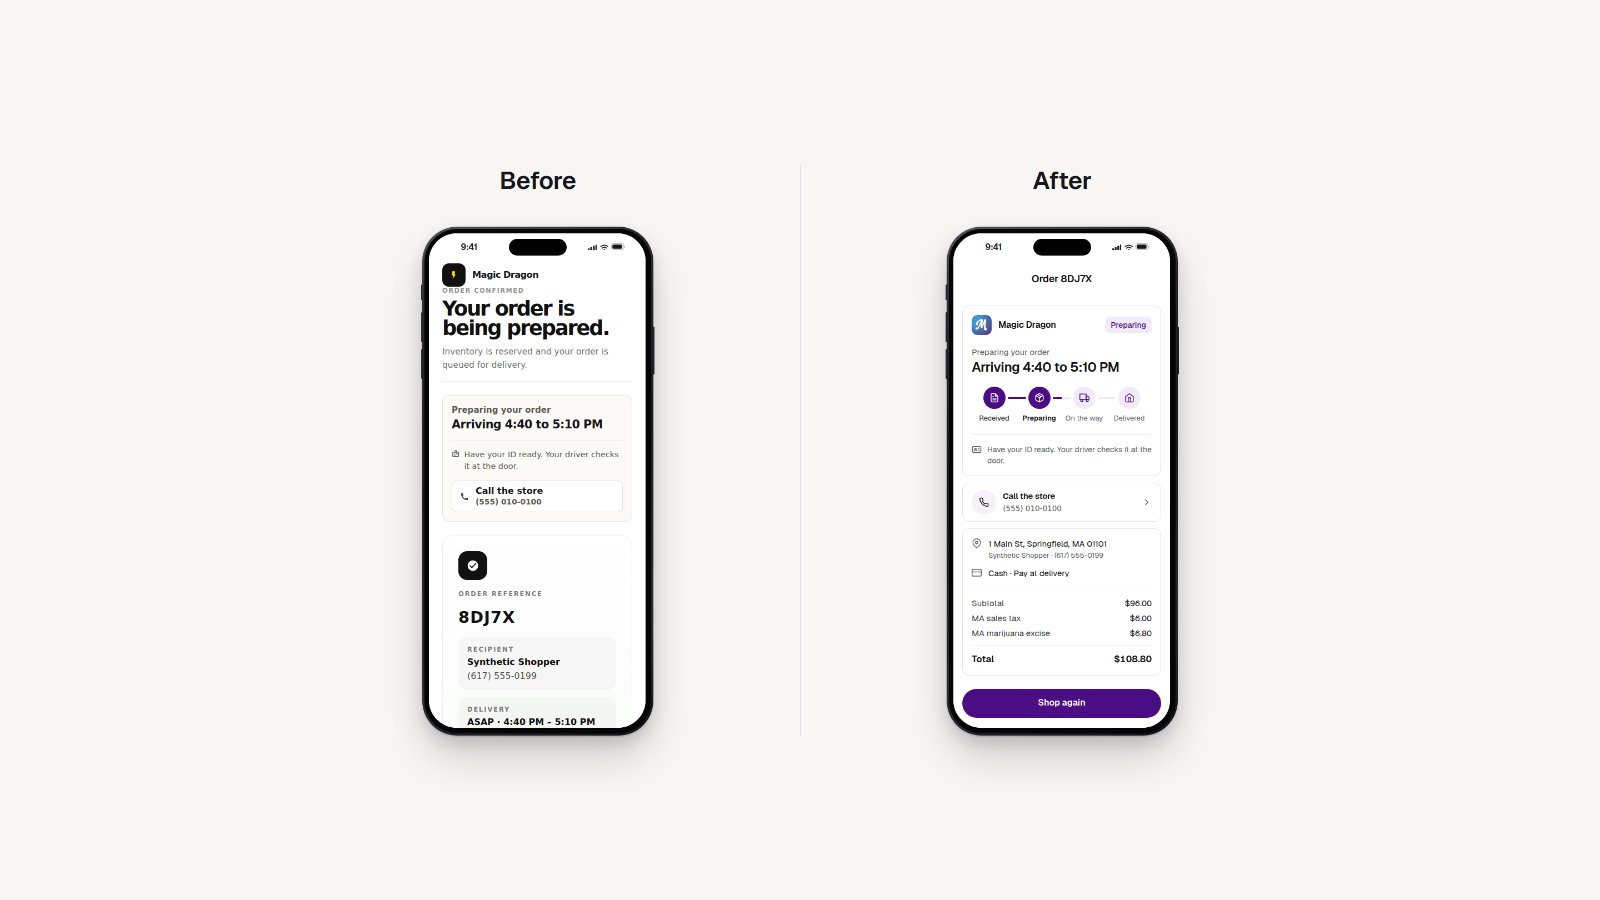 Before
9:41
Magic Dragon
ORDER CONFIRMED
Your order is
being prepared.
Inventory is reserved and your order is
queued for delivery.
Preparing your order
Arriving 4:40 to 5:10 PM
Have your ID ready. Your driver checks
it at the door.
Call the store
(555) 010-0100
ORDER REFERENCE
8DJ7X
RECIPIENT
Synthetic Shopper
(617) 555-0199
DELIVERY
ASAP · 4:40 PM – 5:10 PM
After
9:41
Order 8DJ7X
Magic Dragon
Preparing
Preparing your order
Arriving 4:40 to 5:10 PM
Received Preparing On the way Delivered
Have your ID ready. Your driver checks it at the
door.
Call the store
(555) 010-0100
1 Main St, Springfield, MA 01101
Synthetic Shopper · (617) 555-0199
Cash · Pay at delivery
Subtotal $96.00
MA sales tax $6.00
MA marijuana excise $6.80
Total $108.80
Shop again